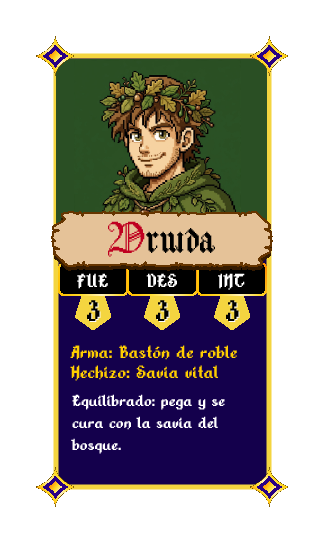 Druida
FUE DES INT
3 3 3
Arma: Bastón de roble
Hechizo: Savia vital
Equilibrado: pega y se
cura con la savia del
bosque.